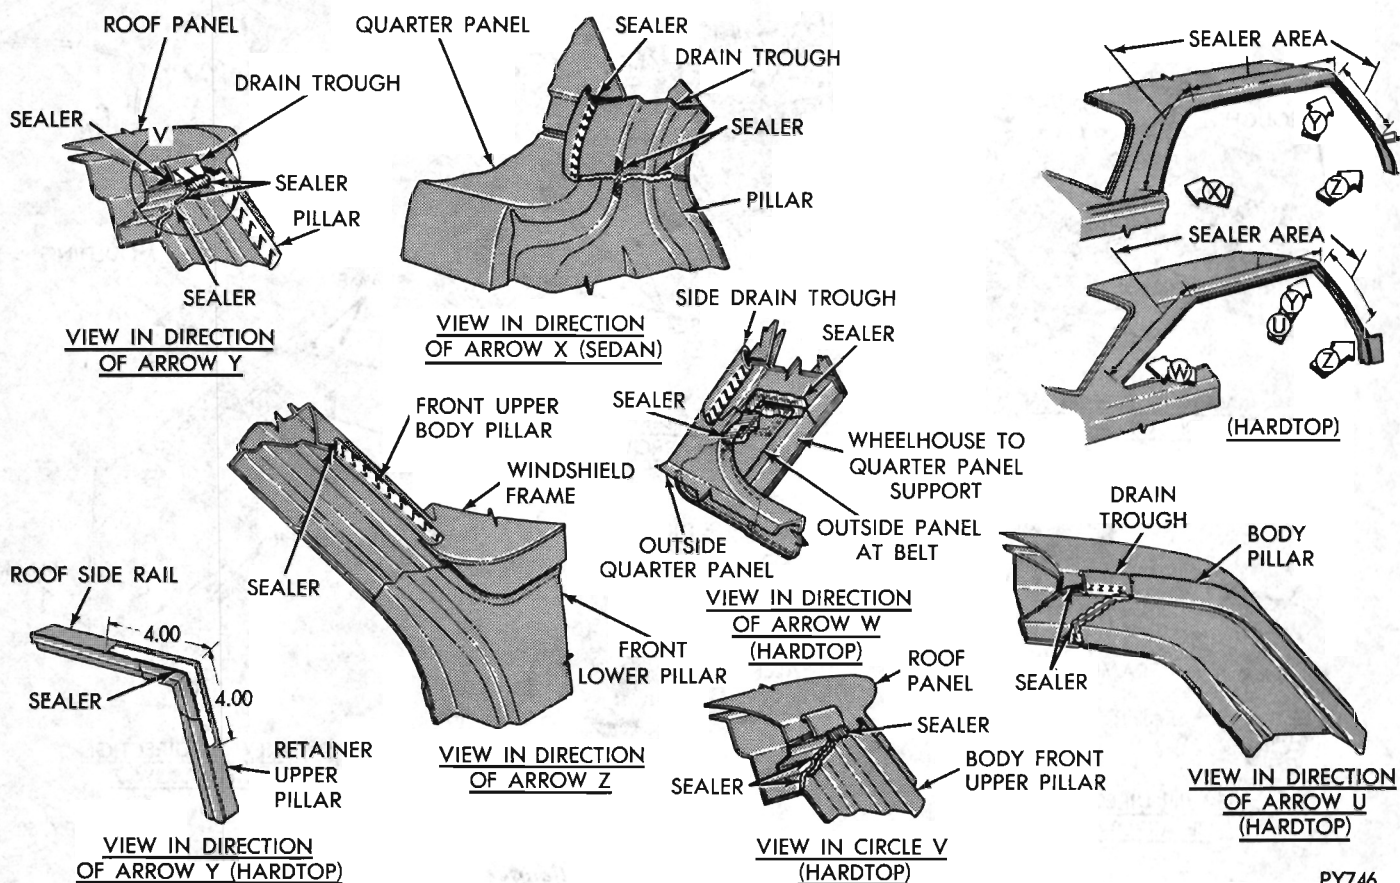 ROOF PANEL
DRAIN TROUGH
SEALER
V
SEALER
PILLAR
SEALER
VIEW IN DIRECTION
OF ARROW Y
QUARTER PANEL
SEALER
DRAIN TROUGH
SEALER
PILLAR
VIEW IN DIRECTION
OF ARROW X (SEDAN)
SEALER AREA
Y
X
Z
SEALER AREA
Y
U
Z
W
(HARDTOP)
SIDE DRAIN TROUGH
SEALER
SEALER
WHEELHOUSE TO
QUARTER PANEL
SUPPORT
OUTSIDE PANEL
AT BELT
OUTSIDE
QUARTER PANEL
VIEW IN DIRECTION
OF ARROW W
(HARDTOP)
FRONT UPPER
BODY PILLAR
WINDSHIELD
FRAME
SEALER
FRONT
LOWER PILLAR
VIEW IN DIRECTION
OF ARROW Z
DRAIN
TROUGH
BODY
PILLAR
SEALER
VIEW IN DIRECTION
OF ARROW U
(HARDTOP)
ROOF SIDE RAIL
4.00
4.00
SEALER
RETAINER
UPPER
PILLAR
VIEW IN DIRECTION
OF ARROW Y (HARDTOP)
ROOF
PANEL
SEALER
SEALER
BODY FRONT
UPPER PILLAR
VIEW IN CIRCLE V
(HARDTOP)
PY746